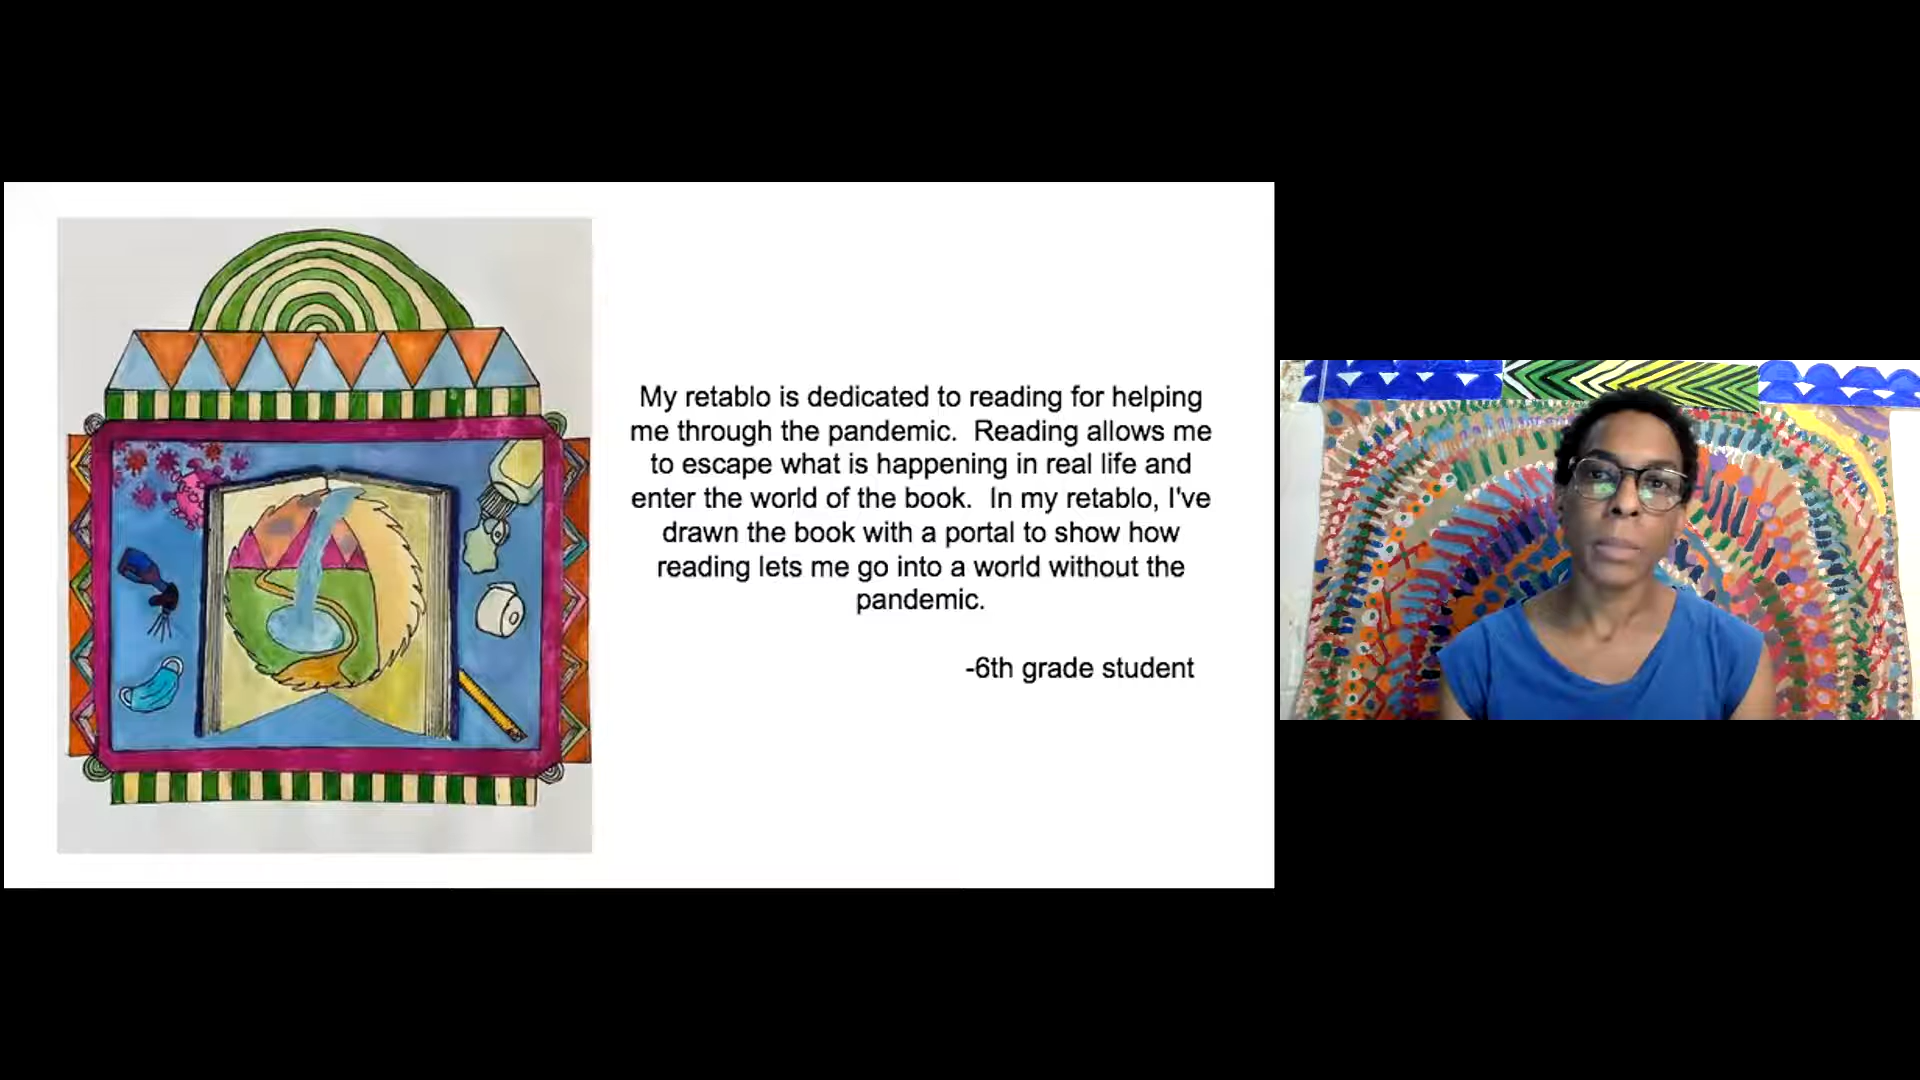 My retablo is dedicated to reading for helping
me through the pandemic.  Reading allows me
to escape what is happening in real life and
enter the world of the book.  In my retablo, I've
drawn the book with a portal to show how
reading lets me go into a world without the
pandemic.
-6th grade student